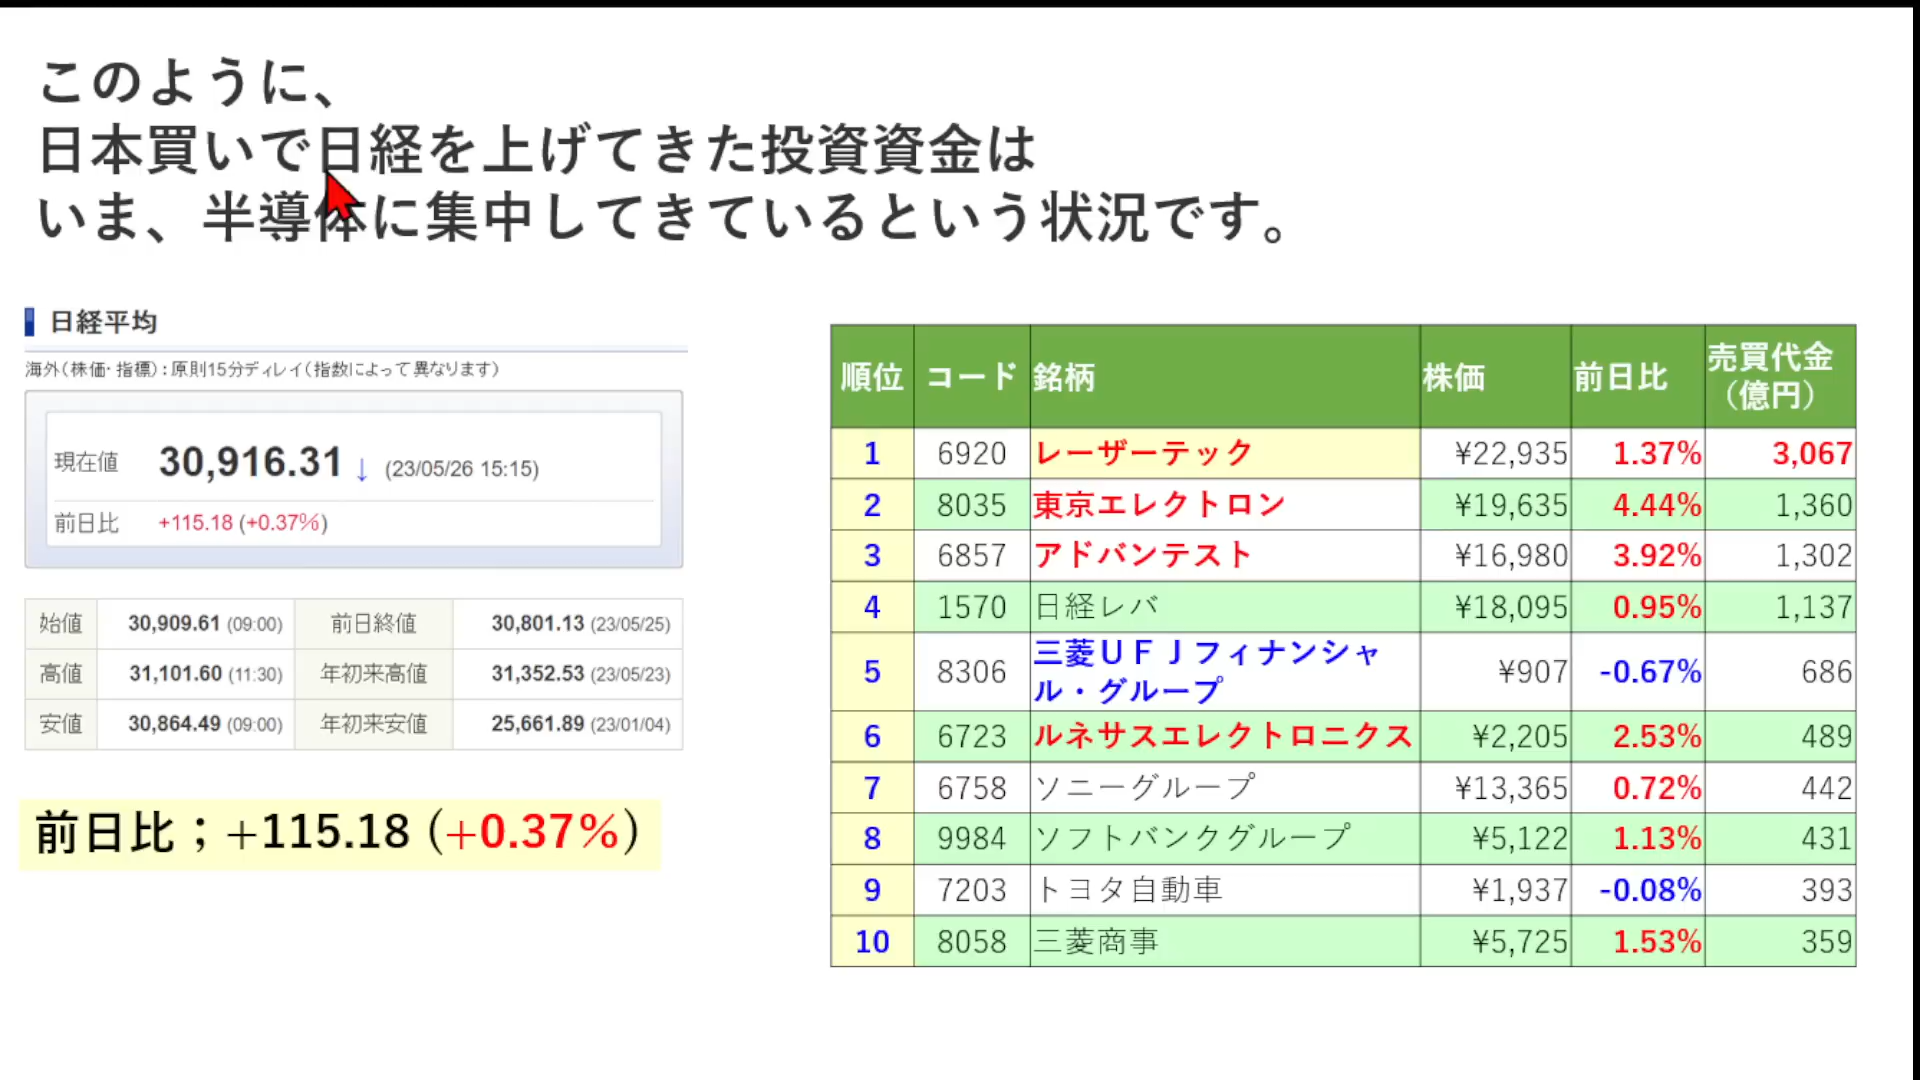 このように、
日本買いで日経を上げてきた投資資金は
いま、半導体に集中してきているという状況です。
日経平均
海外(株価・指標):原則15分ディレイ(指数によって異なります)
現在値 30,916.31 ↓ (23/05/26 15:15)
前日比 +115.18 (+0.37%)
始値 30,909.61 (09:00) 前日終値 30,801.13 (23/05/25)
高値 31,101.60 (11:30) 年初来高値 31,352.53 (23/05/23)
安値 30,864.49 (09:00) 年初来安値 25,661.89 (23/01/04)
前日比；+115.18 (+0.37%)
順位 コード 銘柄 株価 前日比 売買代金（億円）
1 6920 レーザーテック ¥22,935 1.37% 3,067
2 8035 東京エレクトロン ¥19,635 4.44% 1,360
3 6857 アドバンテスト ¥16,980 3.92% 1,302
4 1570 日経レバ ¥18,095 0.95% 1,137
5 8306 三菱ＵＦＪフィナンシャル・グループ ¥907 -0.67% 686
6 6723 ルネサスエレクトロニクス ¥2,205 2.53% 489
7 6758 ソニーグループ ¥13,365 0.72% 442
8 9984 ソフトバンクグループ ¥5,122 1.13% 431
9 7203 トヨタ自動車 ¥1,937 -0.08% 393
10 8058 三菱商事 ¥5,725 1.53% 359